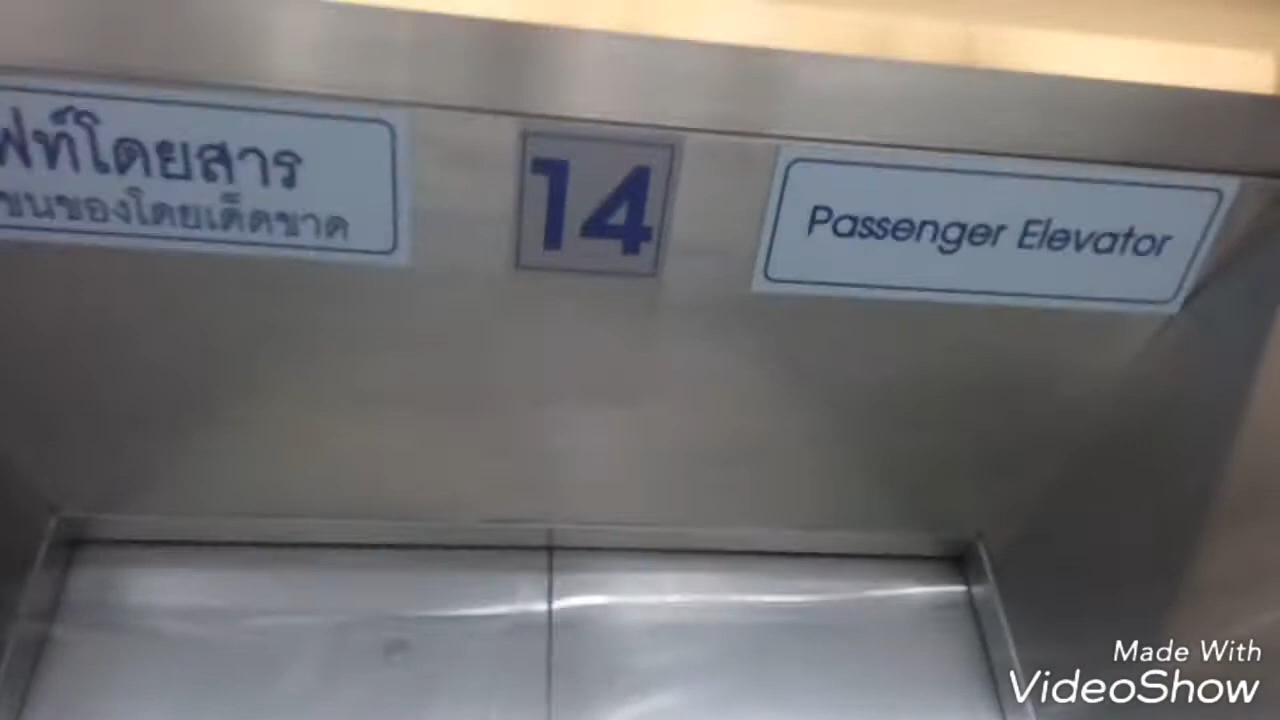 ฟท์โดยสาร
ขนของโดยเด็ดขาด
14
Passenger Elevator
Made With
VideoShow